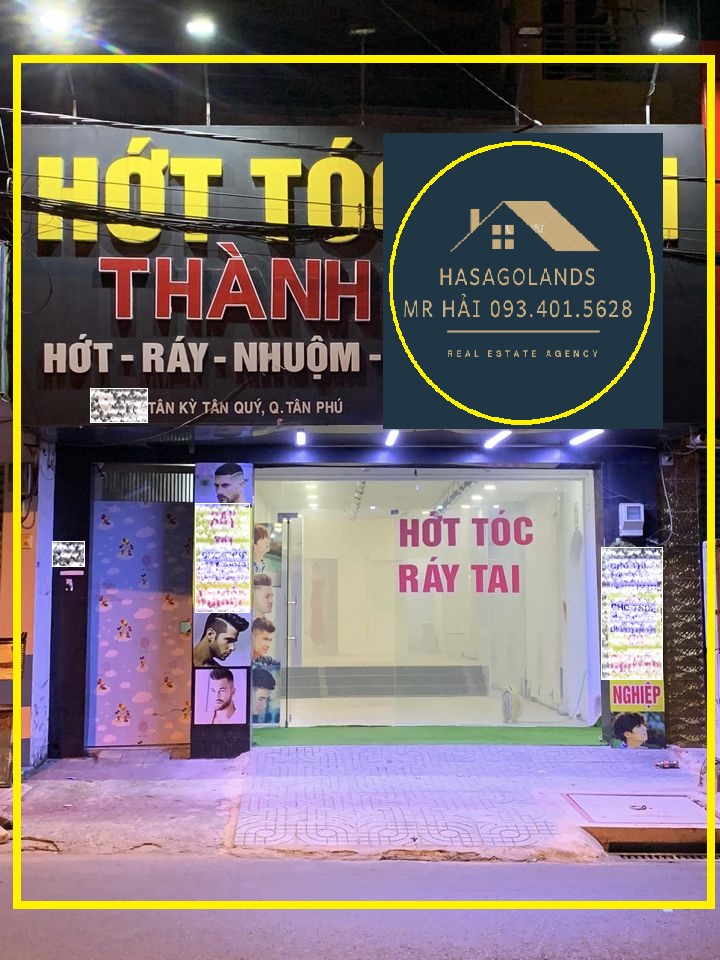 HỚT TÓC
THÀNH
HỚT - RÁY - NHUỘM -
TÂN KỲ TÂN QUÝ, Q. TÂN PHÚ
HASAGOLANDS
MR HẢI 093.401.5628
REAL ESTATE AGENCY
HỚT TÓC
RÁY TAI
NGHIỆP